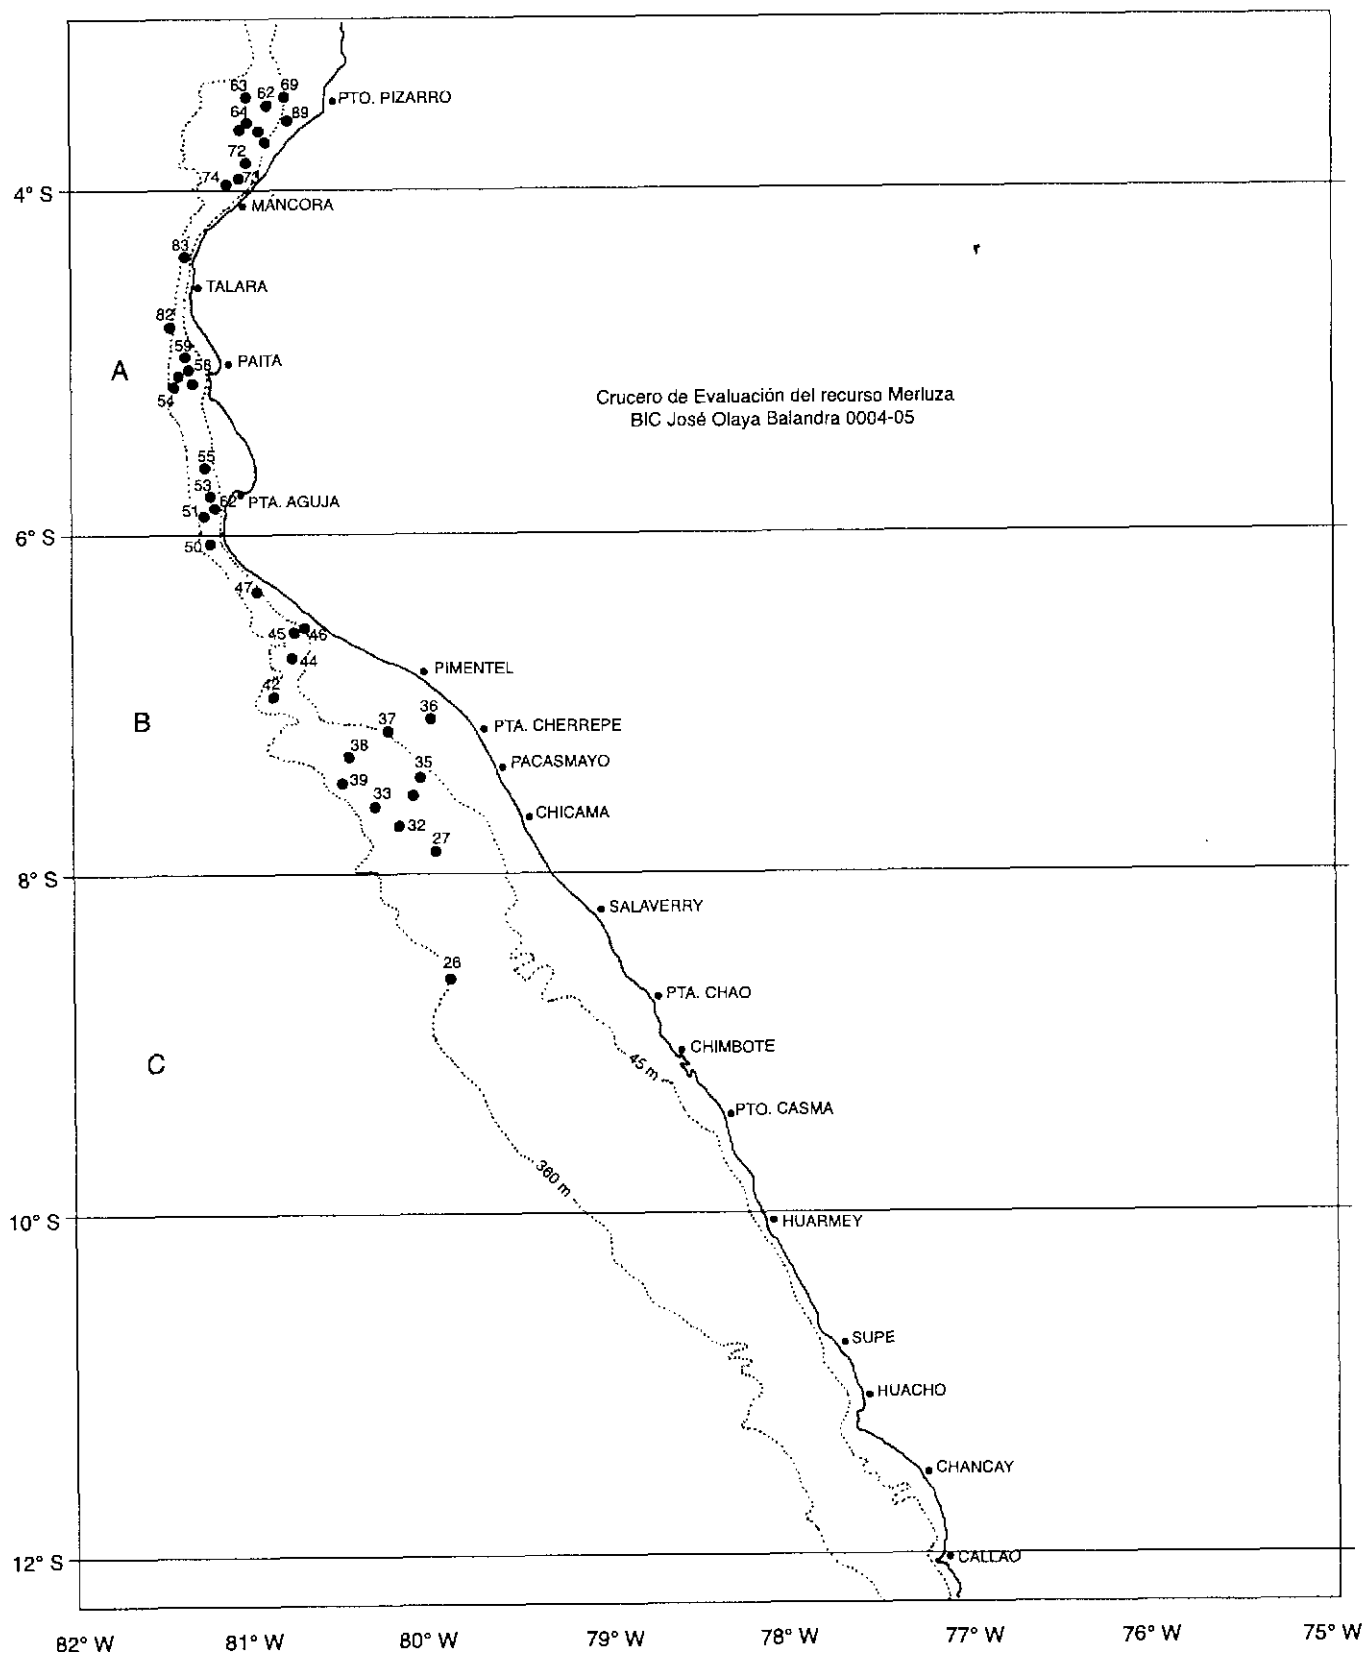 63
62
69
PTO. PIZARRO
64
89
72
74
71
4° S
MÁNCORA
83
TALARA
82
59
A
58
PAITA
54
Crucero de Evaluación del recurso Merluza
BIC José Olaya Balandra 0004-05
55
53
62
PTA. AGUJA
51
6° S
50
47
45
46
44
PIMENTEL
42
B
37
36
PTA. CHERREPE
38
PACASMAYO
35
39
33
CHICAMA
32
27
8° S
SALAVERRY
26
PTA. CHAO
CHIMBOTE
C
45 m
PTO. CASMA
360 m
10° S
HUARMEY
SUPE
HUACHO
CHANCAY
12° S
CALLAO
82° W 81° W 80° W 79° W 78° W 77° W 76° W 75° W